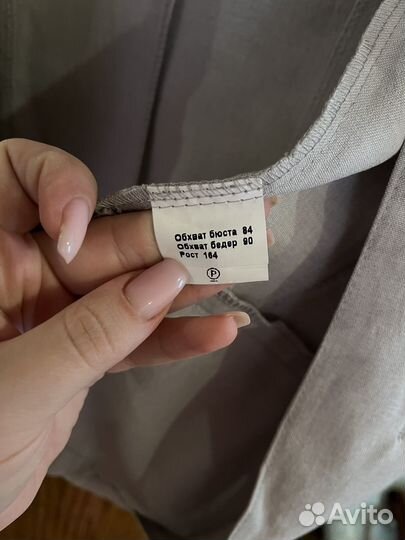 Обхват бюста 84
Обхват бедер 90
Рост 164
P
Avito